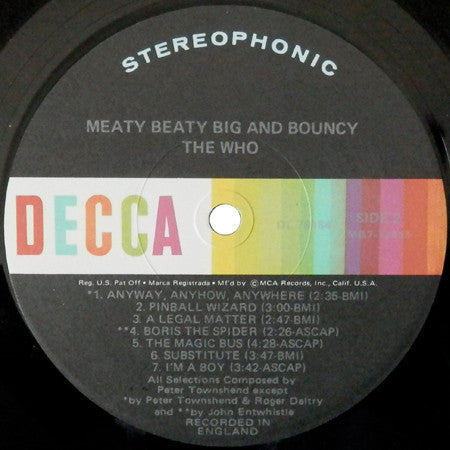 STEREOPHONIC
MEATY BEATY BIG AND BOUNCY
THE WHO
DECCA
SIDE 2
Reg. U.S. Pat Off • Marca Registrada • Mf'd by ⓒMCA Records, Inc., Calif. U.S.A.
*1. ANYWAY, ANYHOW, ANYWHERE (2:35-BMI)
2. PINBALL WIZARD (3:00-BMI)
3. A LEGAL MATTER (2:47-BMI)
**4. BORIS THE SPIDER (2:26-ASCAP)
5. THE MAGIC BUS (4:28-ASCAP)
6. SUBSTITUTE (3:47-BMI)
7. I'M A BOY (3:42-ASCAP)
All Selections Composed by
Peter Townshend except
*by Peter Townshend & Roger Daltry
and **by John Entwhistle
RECORDED IN
ENGLAND